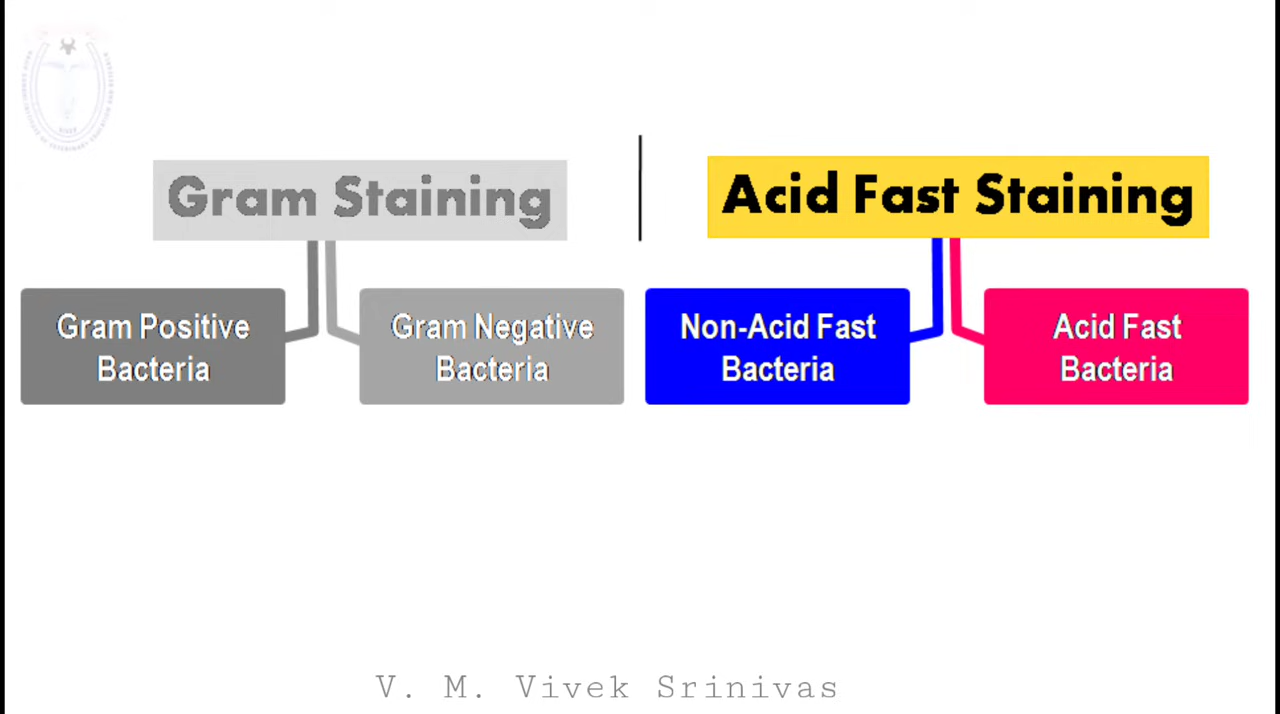 Gram Staining
Acid Fast Staining
Gram Positive
Bacteria
Gram Negative
Bacteria
Non-Acid Fast
Bacteria
Acid Fast
Bacteria
V. M. Vivek Srinivas